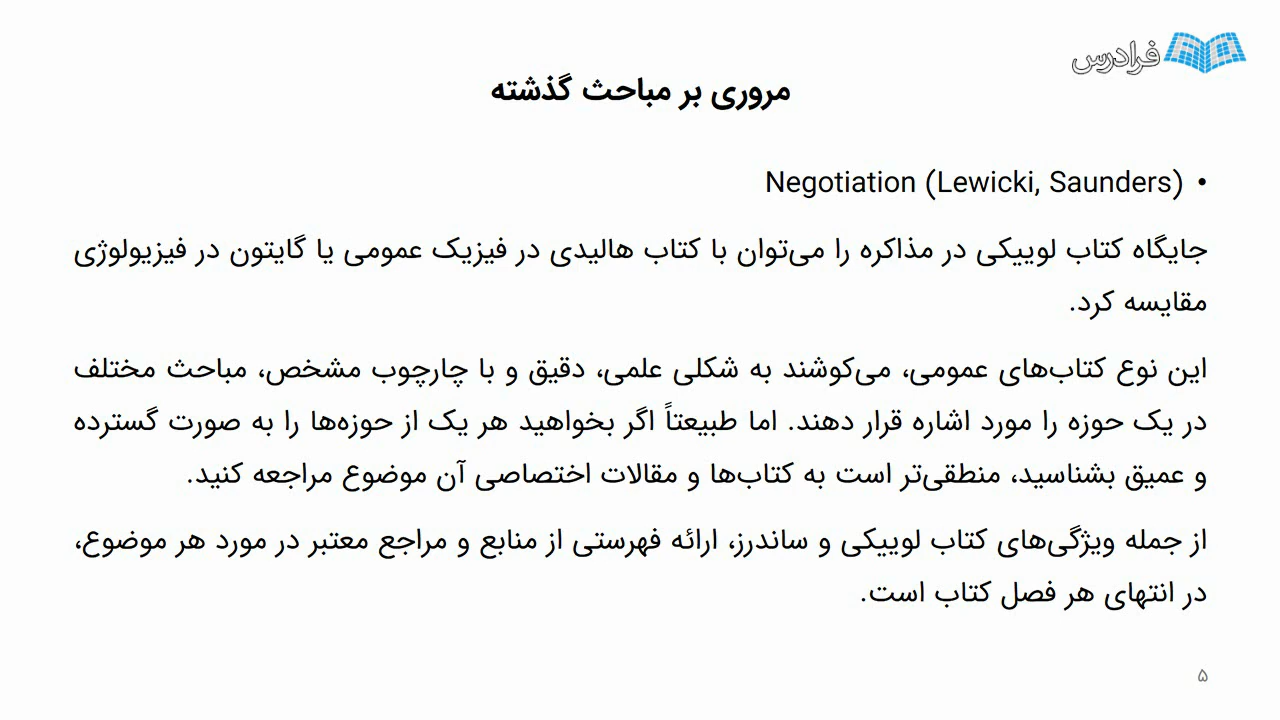 فرادرس
مروری بر مباحث گذشته
• Negotiation (Lewicki, Saunders)
جایگاه کتاب لوییکی در مذاکره را می‌توان با کتاب هالیدی در فیزیک عمومی یا گایتون در فیزیولوژی
مقایسه کرد.
این نوع کتاب‌های عمومی، می‌کوشند به شکلی علمی، دقیق و با چارچوب مشخص، مباحث مختلف
در یک حوزه را مورد اشاره قرار دهند. اما طبیعتاً اگر بخواهید هر یک از حوزه‌ها را به صورت گسترده
و عمیق بشناسید، منطقی‌تر است به کتاب‌ها و مقالات اختصاصی آن موضوع مراجعه کنید.
از جمله ویژگی‌های کتاب لوییکی و ساندرز، ارائه فهرستی از منابع و مراجع معتبر در مورد هر موضوع،
در انتهای هر فصل کتاب است.
۵